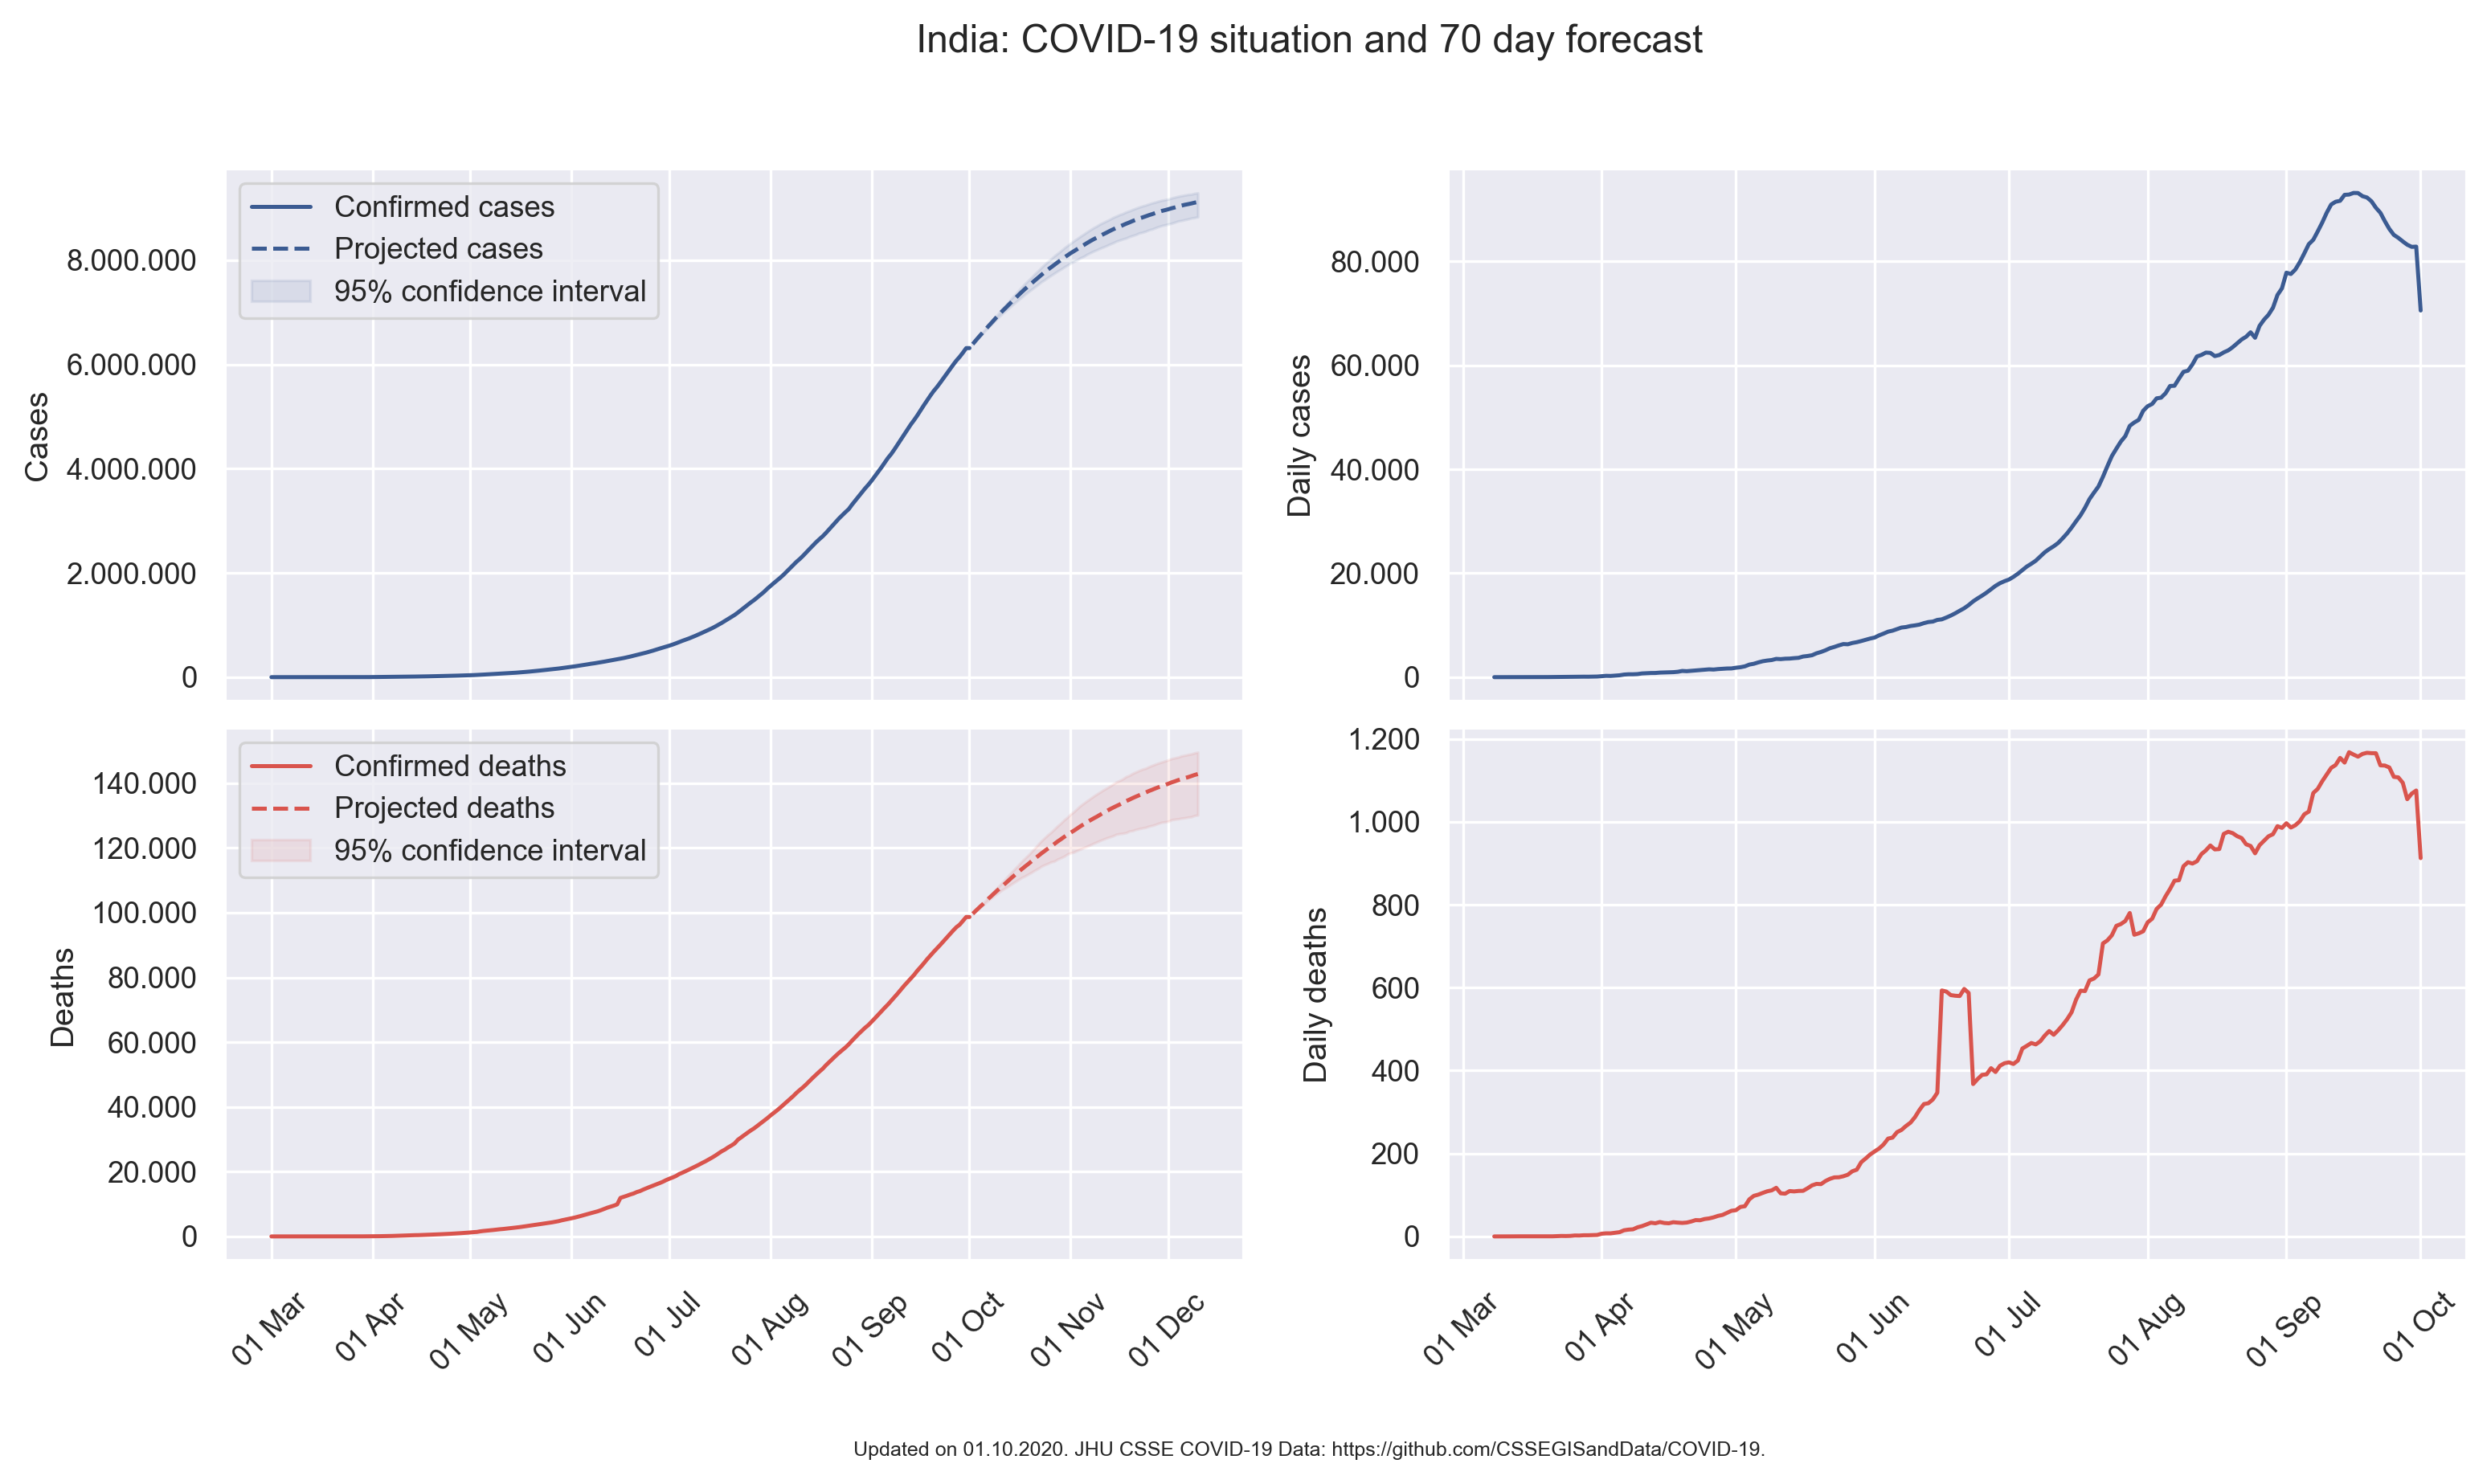 India: COVID-19 situation and 70 day forecast
Confirmed cases
Projected cases
95% confidence interval
Cases
8.000.000
6.000.000
4.000.000
2.000.000
0
Daily cases
80.000
60.000
40.000
20.000
0
Confirmed deaths
Projected deaths
95% confidence interval
Deaths
140.000
120.000
100.000
80.000
60.000
40.000
20.000
0
01 Mar
01 Apr
01 May
01 Jun
01 Jul
01 Aug
01 Sep
01 Oct
01 Nov
01 Dec
Daily deaths
1.200
1.000
800
600
400
200
0
01 Mar
01 Apr
01 May
01 Jun
01 Jul
01 Aug
01 Sep
01 Oct
Updated on 01.10.2020. JHU CSSE COVID-19 Data: https://github.com/CSSEGISandData/COVID-19.